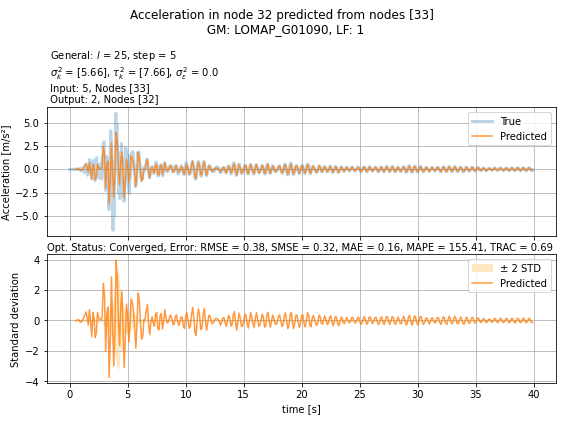 Acceleration in node 32 predicted from nodes [33]
GM: LOMAP_G01090, LF: 1
General: l = 25, step = 5
σ²ₖ = [5.66], τ²ₖ = [7.66], σ²ε = 0.0
Input: 5, Nodes [33]
Output: 2, Nodes [32]
Acceleration [m/s²]
5.0
2.5
0.0
−2.5
−5.0
True
Predicted
Opt. Status: Converged, Error: RMSE = 0.38, SMSE = 0.32, MAE = 0.16, MAPE = 155.41, TRAC = 0.69
Standard deviation
4
2
0
−2
−4
± 2 STD
Predicted
0 5 10 15 20 25 30 35 40
time [s]